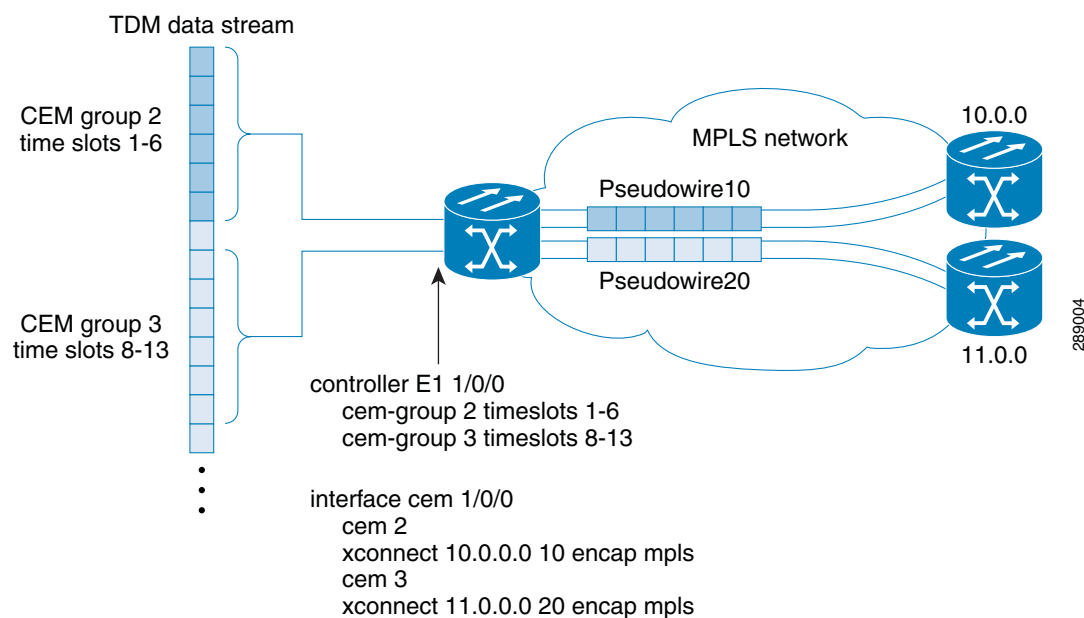 TDM data stream
CEM group 2
time slots 1-6
CEM group 3
time slots 8-13
MPLS network
Pseudowire10
Pseudowire20
10.0.0
11.0.0
controller E1 1/0/0
cem-group 2 timeslots 1-6
cem-group 3 timeslots 8-13
interface cem 1/0/0
cem 2
xconnect 10.0.0.0 10 encap mpls
cem 3
xconnect 11.0.0.0 20 encap mpls
289004